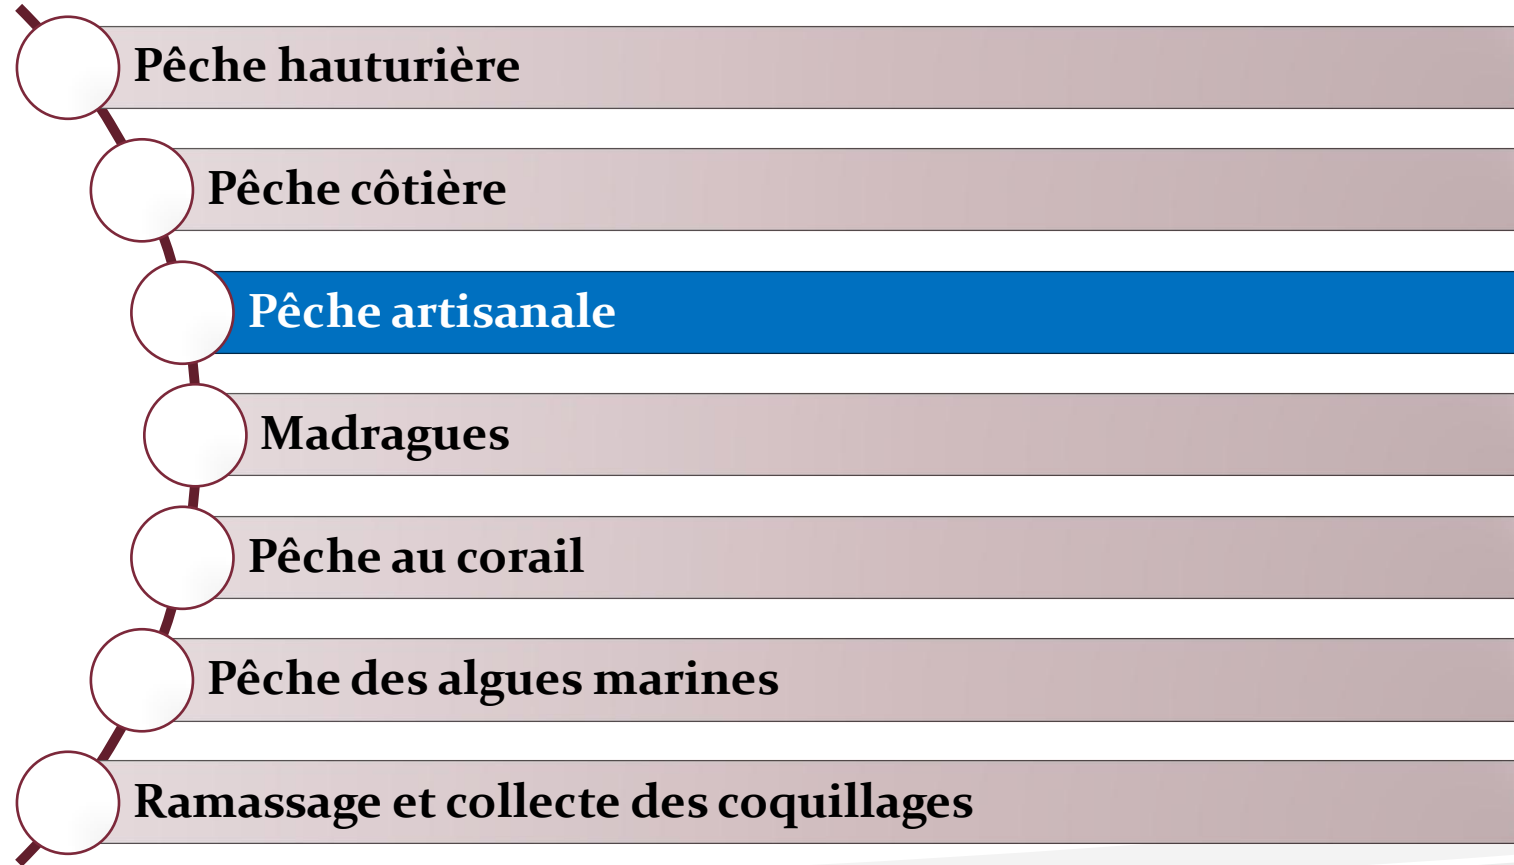 Pêche hauturière
Pêche côtière
Pêche artisanale
Madragues
Pêche au corail
Pêche des algues marines
Ramassage et collecte des coquillages